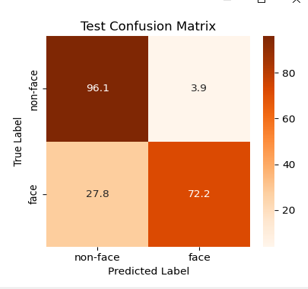 Test Confusion Matrix
True Label
non-face
face
96.1
3.9
27.8
72.2
non-face
face
Predicted Label
80
60
40
20